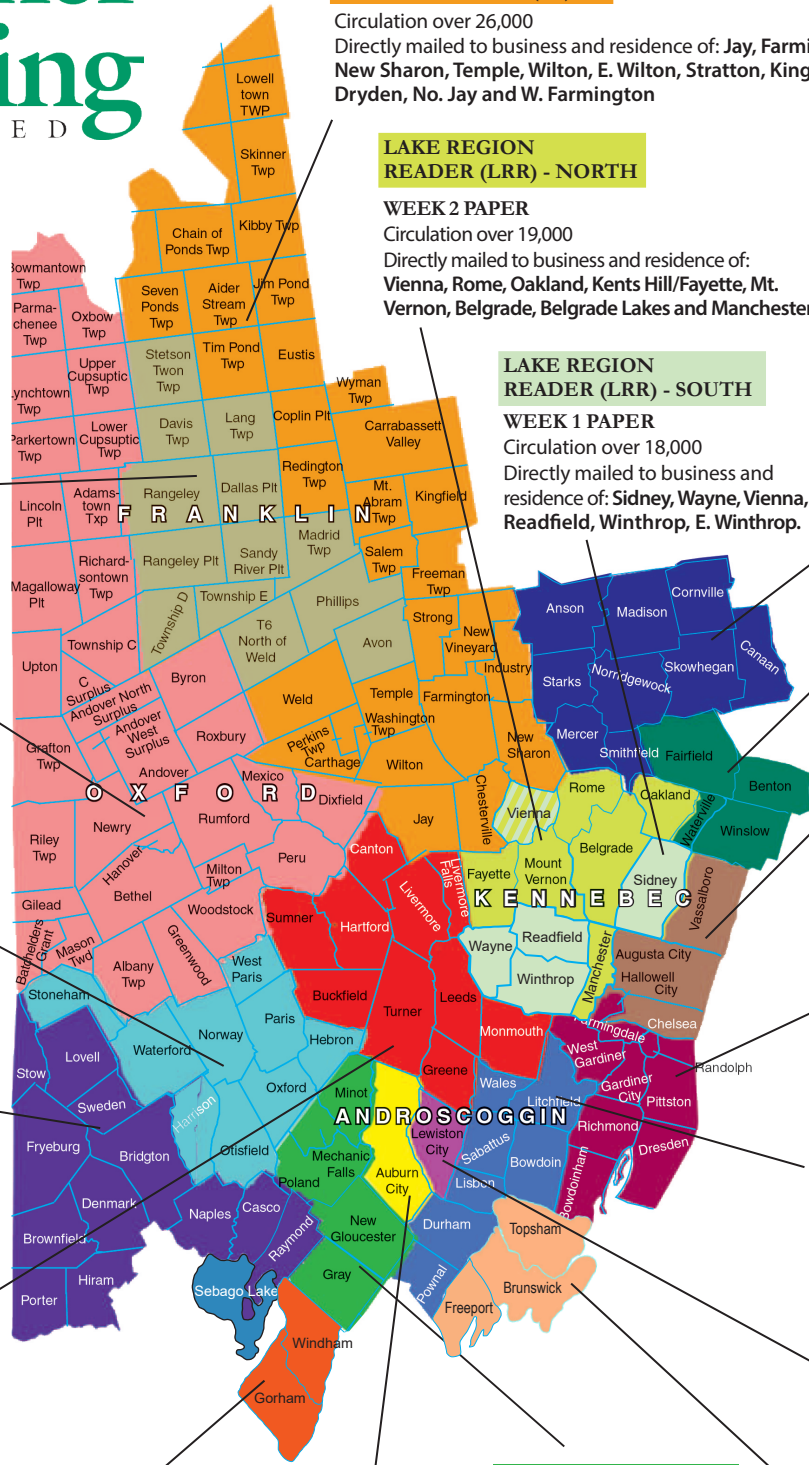 ing
E D
Circulation over 26,000
Directly mailed to business and residence of: Jay, Farmi
New Sharon, Temple, Wilton, E. Wilton, Stratton, King
Dryden, No. Jay and W. Farmington
LAKE REGION
READER (LRR) - NORTH
WEEK 2 PAPER
Circulation over 19,000
Directly mailed to business and residence of:
Vienna, Rome, Oakland, Kents Hill/Fayette, Mt.
Vernon, Belgrade, Belgrade Lakes and Manchester
LAKE REGION
READER (LRR) - SOUTH
WEEK 1 PAPER
Circulation over 18,000
Directly mailed to business and
residence of: Sidney, Wayne, Vienna,
Readfield, Winthrop, E. Winthrop.
Lowell
town
TWP
Skinner
Twp
Kibby Twp
Chain of
Ponds Twp
Bowmantown
Twp
Seven
Ponds
Twp
Aider
Stream
Twp
Jim Pond
Twp
Parma-
chenee
Twp
Oxbow
Twp
Stetson
Twon
Twp
Tim Pond
Twp
Eustis
Upper
Cupsuptic
Twp
Lynchtown
Twp
Wyman
Twp
Parkertown
Twp
Lower
Cupsuptic
Twp
Davis
Twp
Lang
Twp
Coplin Plt
Carrabassett
Valley
Redington
Twp
Lincoln
Plt
Adams-
town
Txp
Rangeley
Dallas Plt
Mt.
Abram
Twp
Kingfield
FRANKLIN
Magalloway
Plt
Richard-
sontown
Twp
Rangeley Plt
Sandy
River Plt
Madrid
Twp
Salem
Twp
Freeman
Twp
Township D
Township E
Phillips
Strong
New
Vineyard
Anson
Madison
Cornville
Canaan
Upton
Township C
T6
North of
Weld
Avon
Industry
Starks
Norridgewock
Skowhegan
C
Surplus
Andover North
Surplus
Byron
Weld
Temple
Farmington
Andover
West
Surplus
Roxbury
Washington
Twp
Mercer
Smithfield
Fairfield
Grafton
Twp
Andover
Perkins
Twp
Carthage
Wilton
New
Sharon
OXFORD
Mexico
Dixfield
Rome
Oakland
Benton
Riley
Twp
Newry
Rumford
Jay
Chesterville
Vienna
Waterville
Winslow
Hanover
Peru
Canton
Belgrade
Milton
Twp
Livermore
Falls
Fayette
Mount
Vernon
Sidney
Vassalboro
Gilead
Bethel
Woodstock
Sumner
Hartford
Livermore
KENNEBEC
Batchelders
Grant
Mason
Twd
Albany
Twp
Greenwood
West
Paris
Wayne
Readfield
Winthrop
Manchester
Augusta City
Hallowell
City
Stoneham
Buckfield
Turner
Leeds
Chelsea
Waterford
Norway
Paris
Hebron
Monmouth
Farmingdale
Stow
Lovell
Greene
West
Gardiner
Randolph
Sweden
Harrison
Oxford
Minot
Wales
Litchfield
Gardiner
City
Pittston
ANDROSCOGGIN
Fryeburg
Bridgton
Otisfield
Mechanic
Falls
Lewiston
City
Sabattus
Richmond
Dresden
Poland
Auburn
City
Bowdoin
Lisbon
Bowdoinham
Denmark
Naples
Casco
Raymond
New
Gloucester
Durham
Topsham
Brownfield
Gray
Pownal
Brunswick
Porter
Hiram
Sebago Lake
Freeport
Windham
Gorham